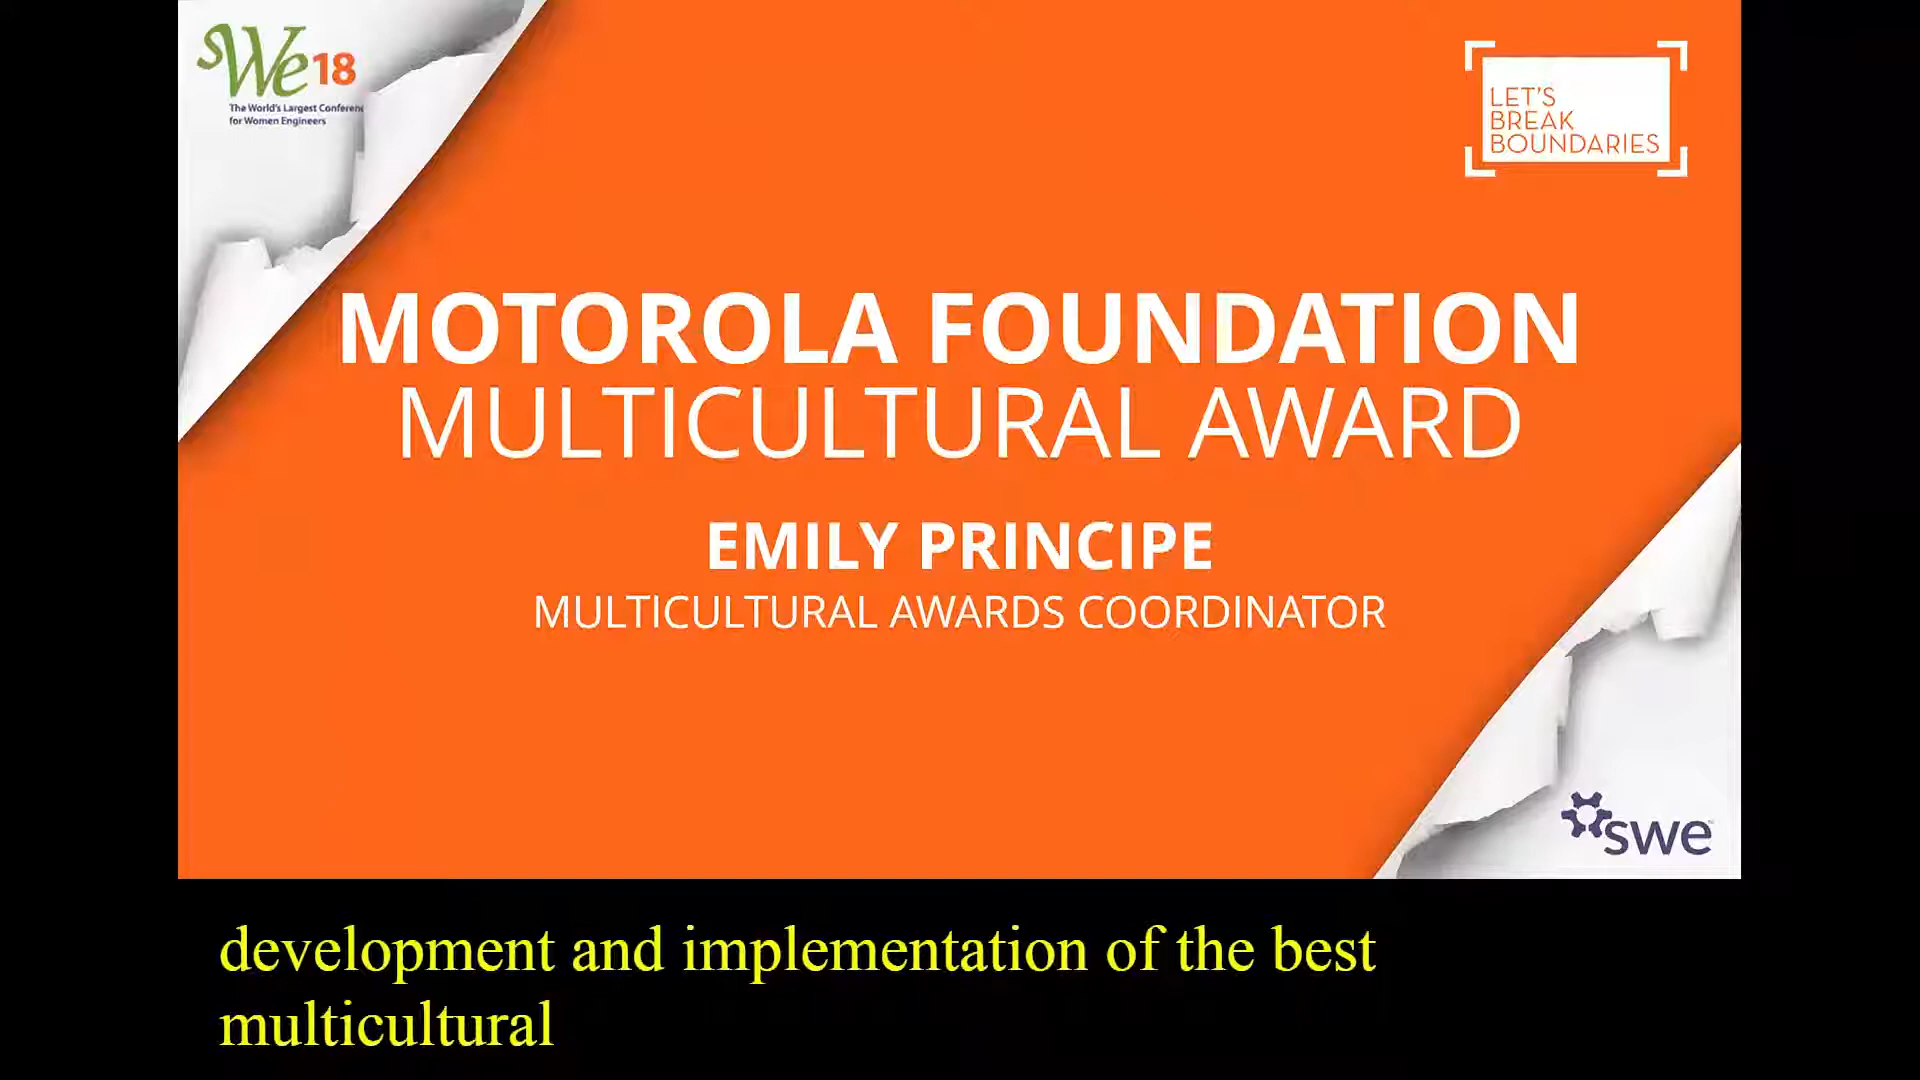 sWe18
The World's Largest Conferenc
for Women Engineers
LET'S
BREAK
BOUNDARIES
MOTOROLA FOUNDATION
MULTICULTURAL AWARD
EMILY PRINCIPE
MULTICULTURAL AWARDS COORDINATOR
swe
development and implementation of the best
multicultural